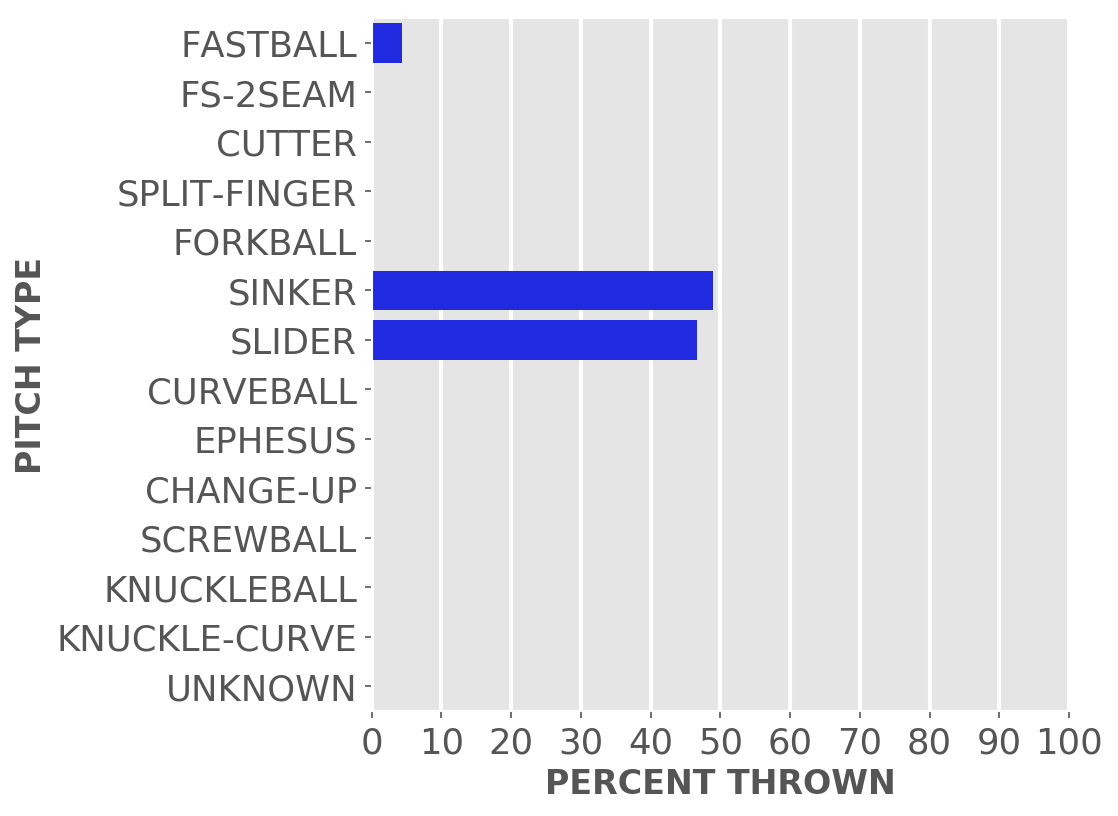 FASTBALL
FS-2SEAM
CUTTER
SPLIT-FINGER
FORKBALL
SINKER
SLIDER
CURVEBALL
EPHESUS
CHANGE-UP
SCREWBALL
KNUCKLEBALL
KNUCKLE-CURVE
UNKNOWN
PITCH TYPE
0 10 20 30 40 50 60 70 80 90 100
PERCENT THROWN